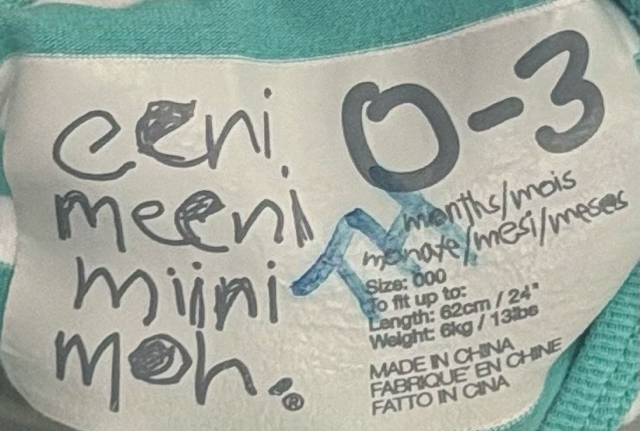 eeni
meeni
miini
moh.®
0-3
months/mois
monate/mesi/meses
Size: 000
To fit up to:
Length: 62cm / 24"
Weight: 6kg / 13lbs
MADE IN CHINA
FABRIQUÉ EN CHINE
FATTO IN CINA